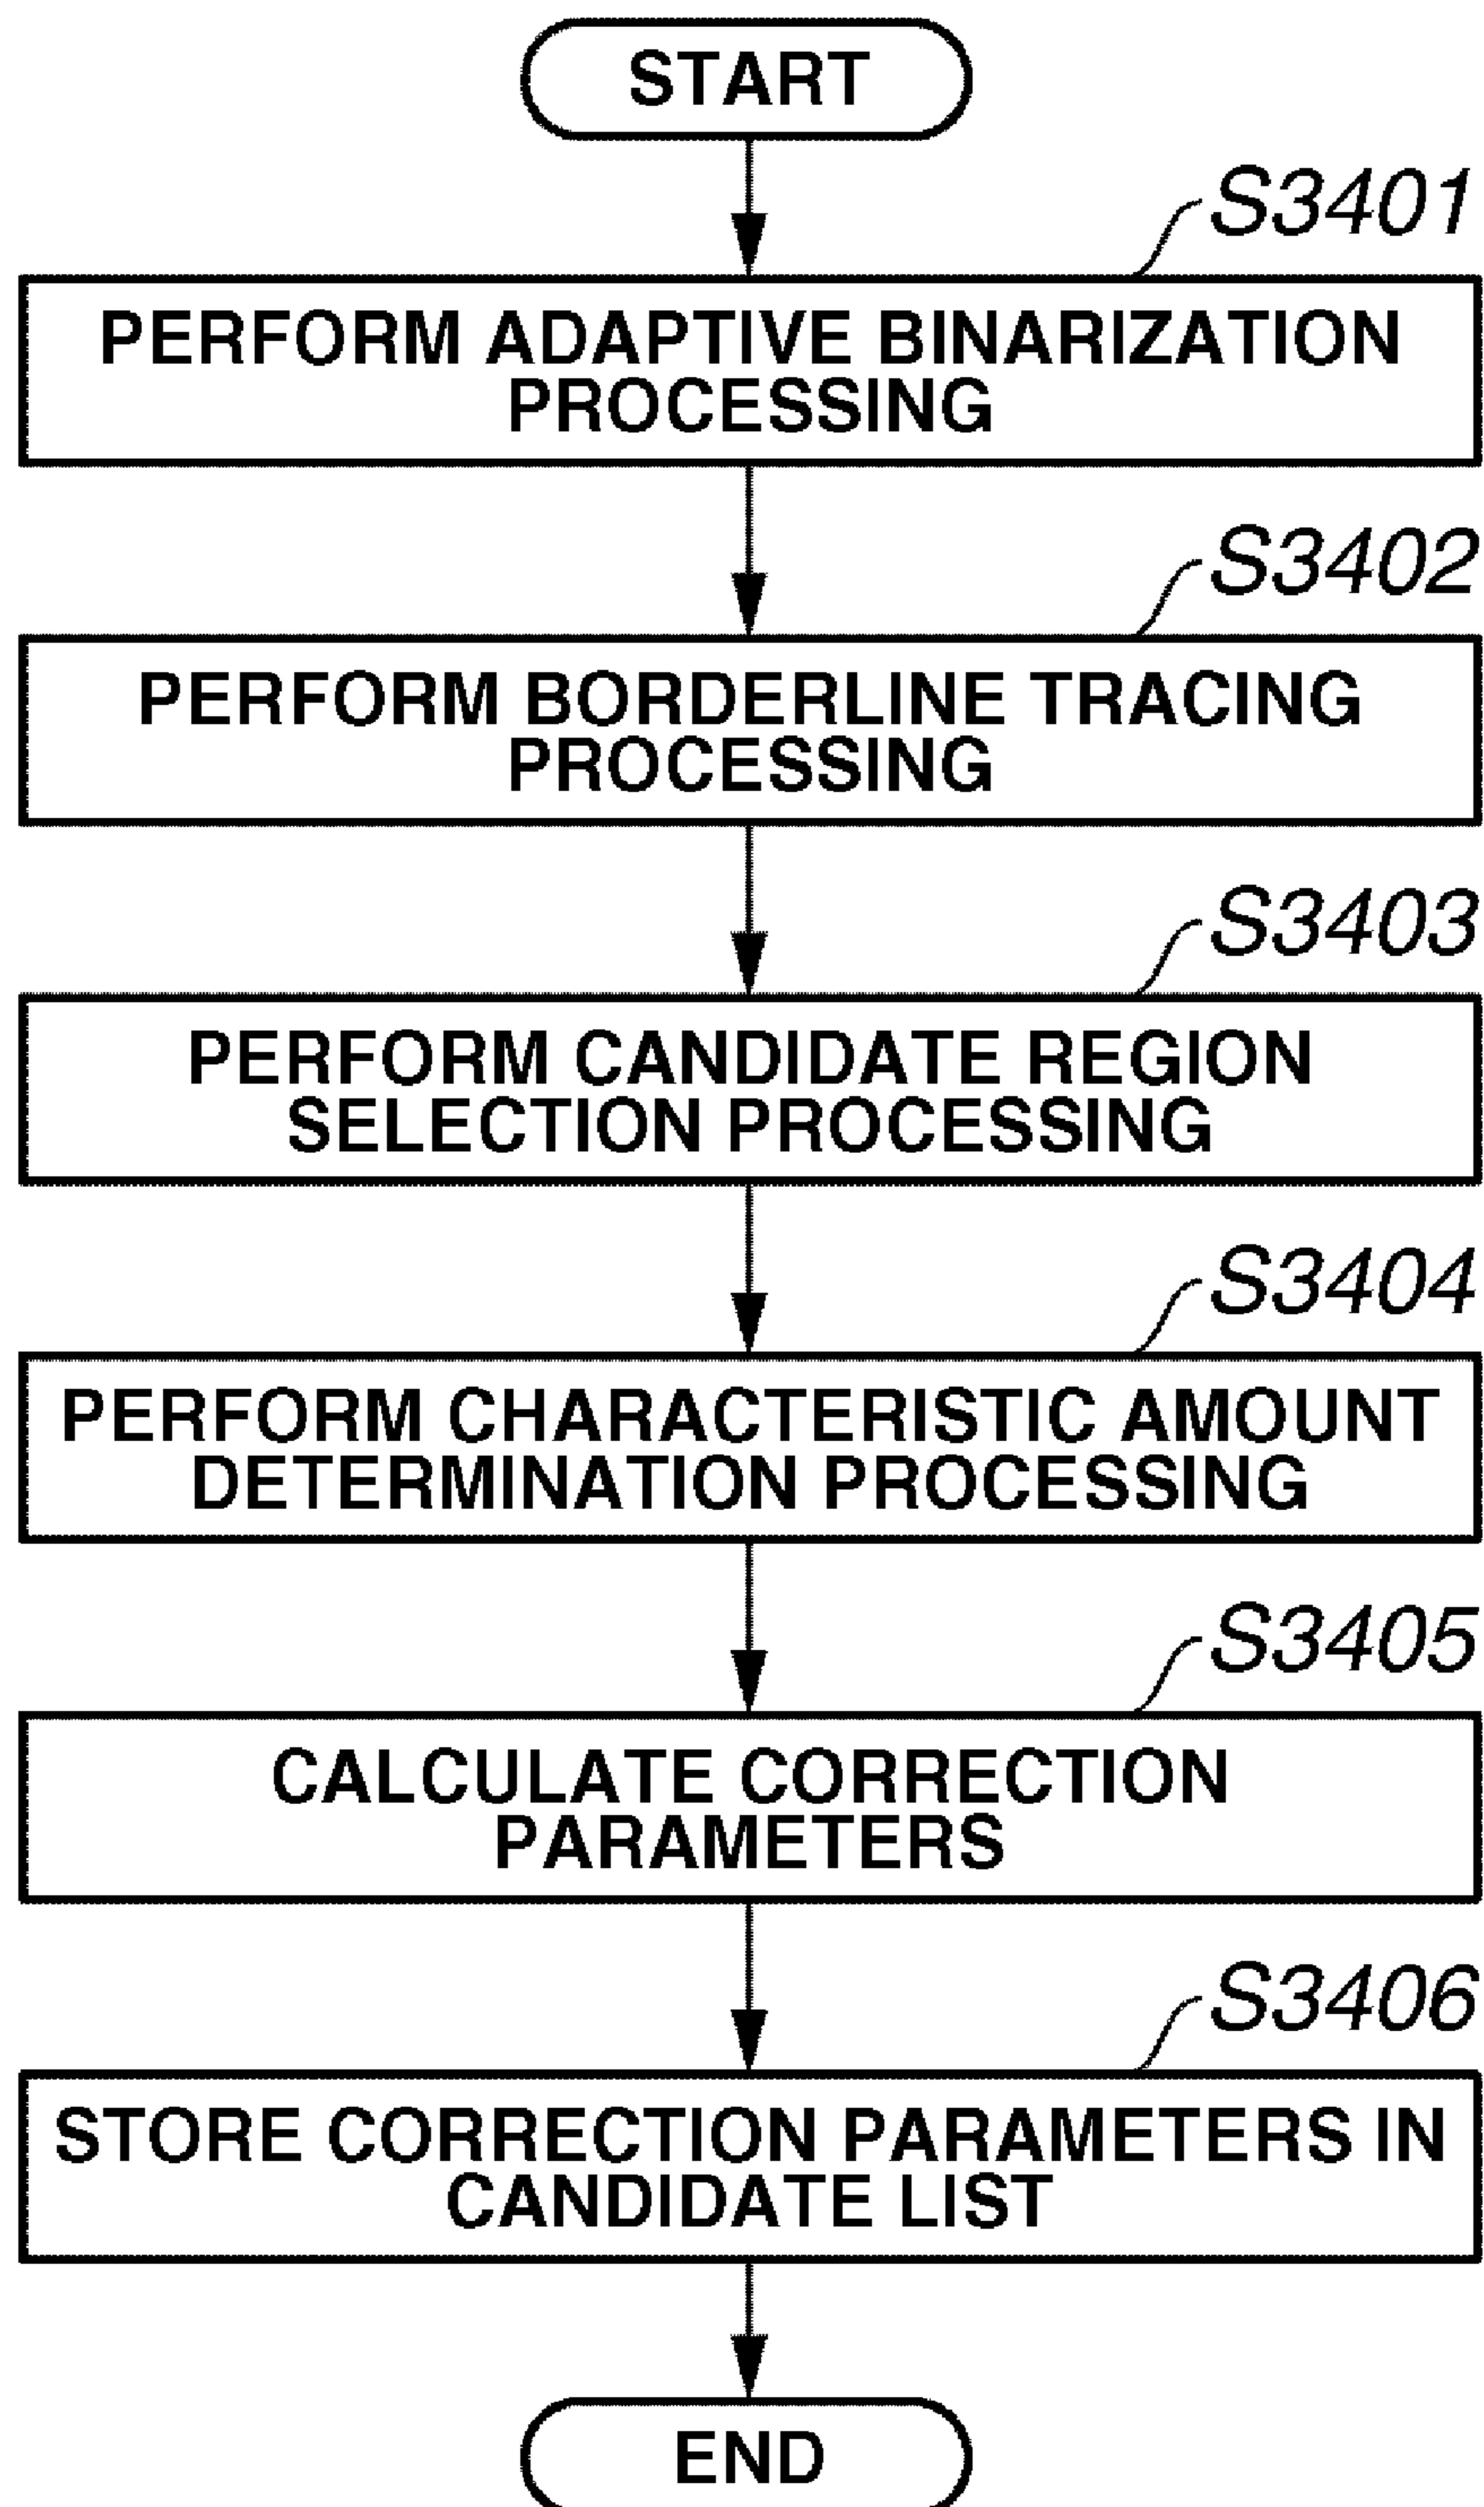 START
S3401
PERFORM ADAPTIVE BINARIZATION
PROCESSING
S3402
PERFORM BORDERLINE TRACING
PROCESSING
S3403
PERFORM CANDIDATE REGION
SELECTION PROCESSING
S3404
PERFORM CHARACTERISTIC AMOUNT
DETERMINATION PROCESSING
S3405
CALCULATE CORRECTION
PARAMETERS
S3406
STORE CORRECTION PARAMETERS IN
CANDIDATE LIST
END